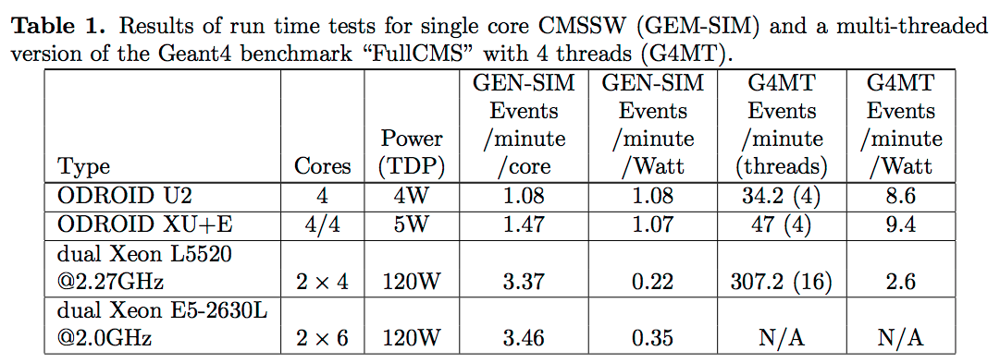 Table 1. Results of run time tests for single core CMSSW (GEM-SIM) and a multi-threaded
version of the Geant4 benchmark “FullCMS” with 4 threads (G4MT).
GEN-SIM GEN-SIM G4MT G4MT
Events Events Events Events
Power /minute /minute /minute /minute
Type Cores (TDP) /core /Watt (threads) /Watt
ODROID U2 4 4W 1.08 1.08 34.2 (4) 8.6
ODROID XU+E 4/4 5W 1.47 1.07 47 (4) 9.4
dual Xeon L5520
@2.27GHz 2 × 4 120W 3.37 0.22 307.2 (16) 2.6
dual Xeon E5-2630L
@2.0GHz 2 × 6 120W 3.46 0.35 N/A N/A